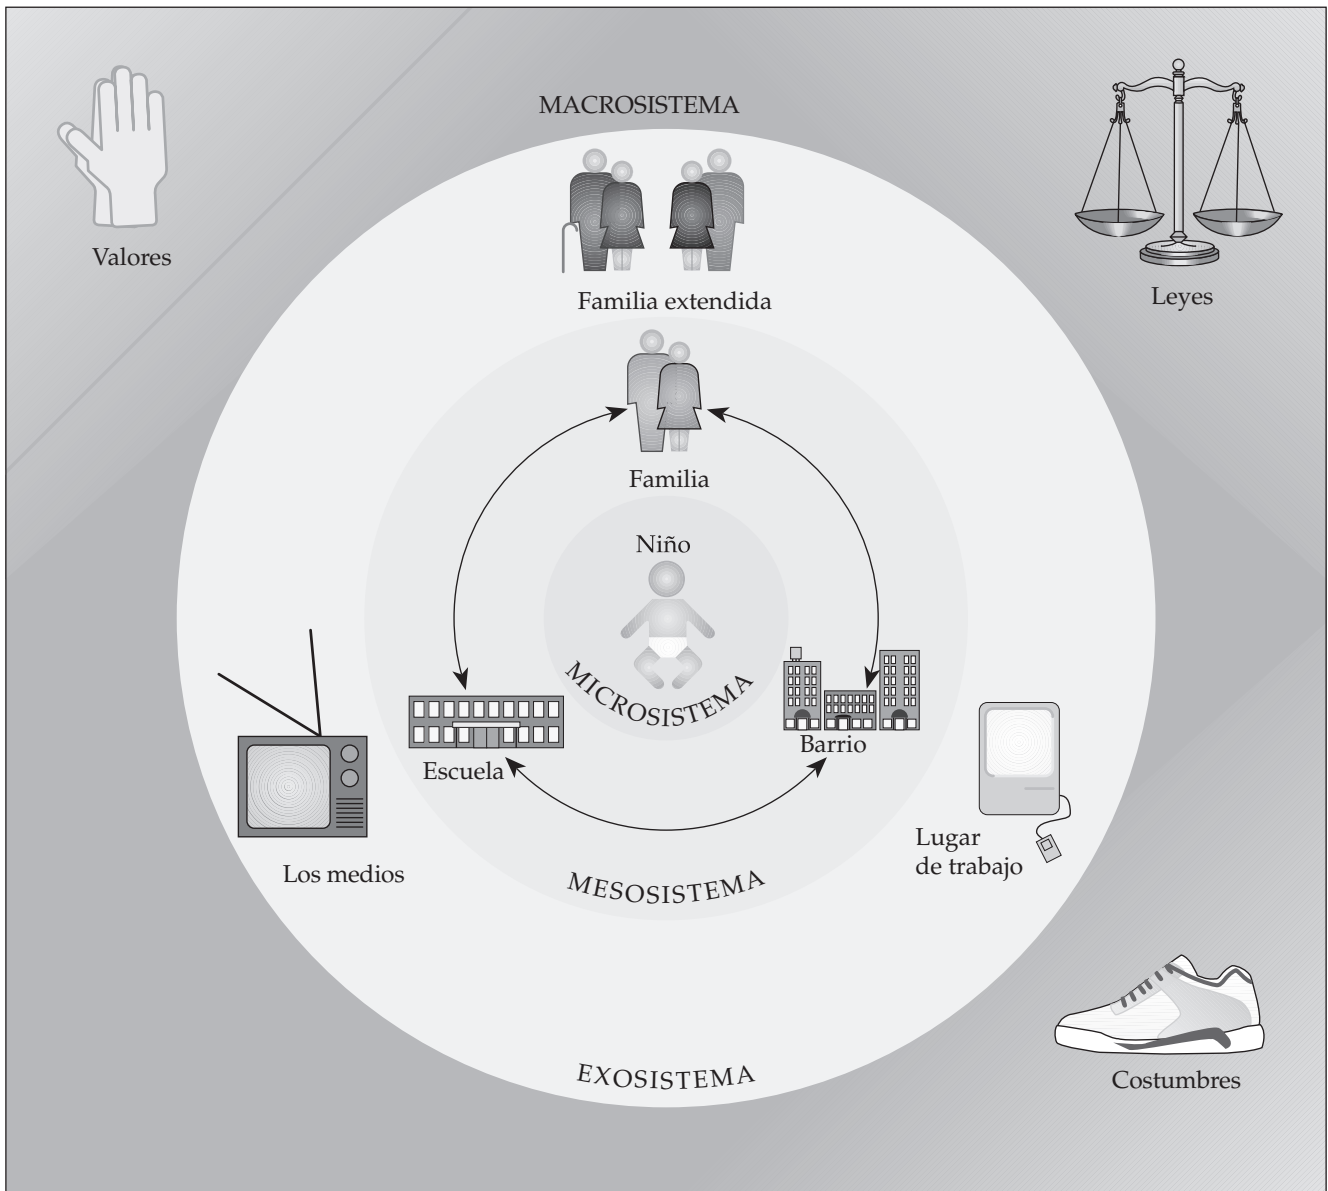 MACROSISTEMA
Valores
Leyes
Familia extendida
Familia
Niño
MICROSISTEMA
Escuela
Barrio
Los medios
Lugar
de trabajo
MESOSISTEMA
EXOSISTEMA
Costumbres